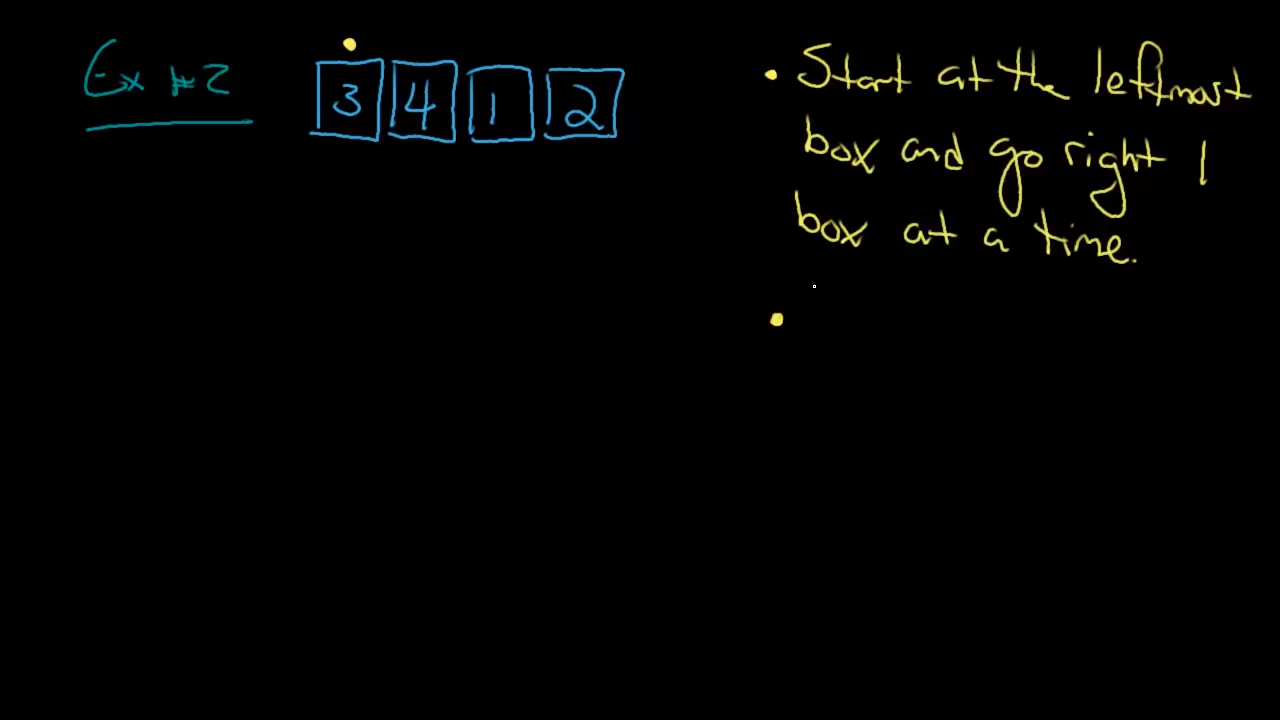 Ex #2
3 4 1 2
• Start at the leftmost
box and go right 1
box at a time.
•